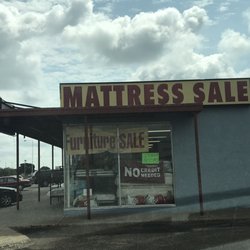 MATTRESS SALE
Furniture SALE
NO CREDIT
NEEDED